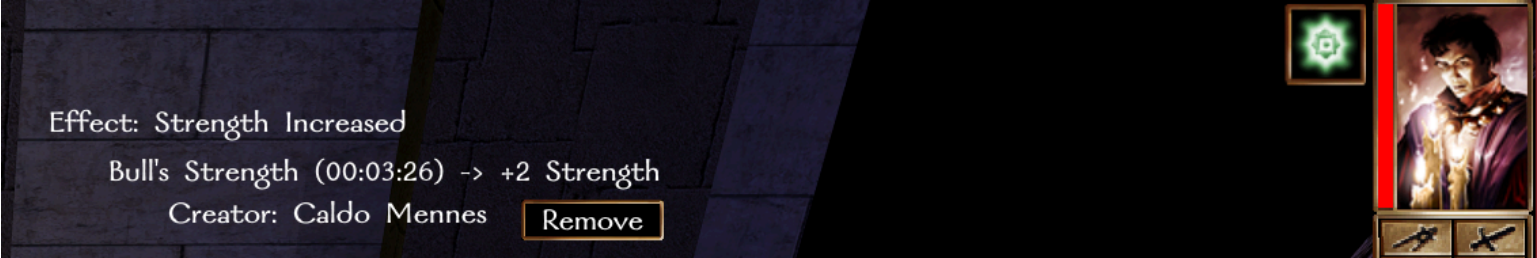 Effect: Strength Increased
Bull's Strength (00:03:26) -> +2 Strength
Creator: Caldo Mennes
Remove